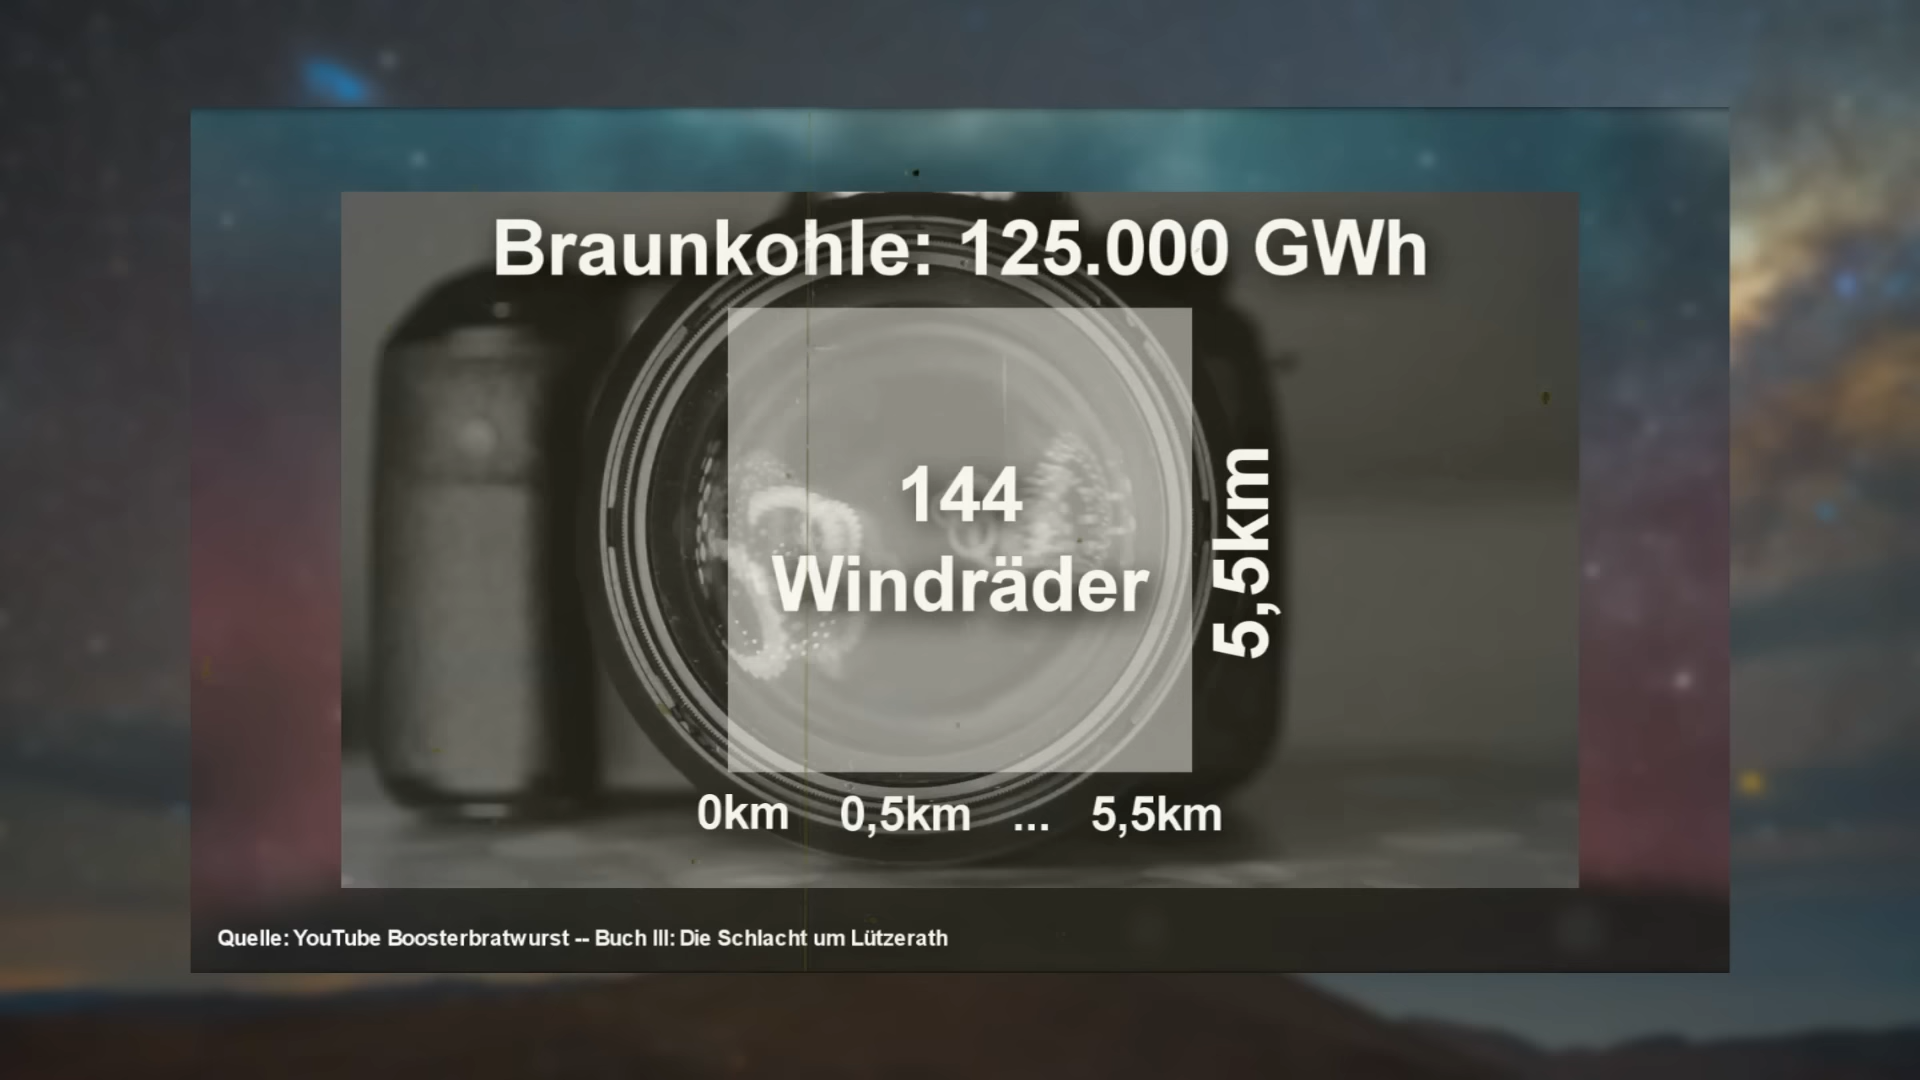 Braunkohle: 125.000 GWh
144
Windräder
5,5km
0km 0,5km ... 5,5km
Quelle: YouTube Boosterbratwurst -- Buch III: Die Schlacht um Lützerath